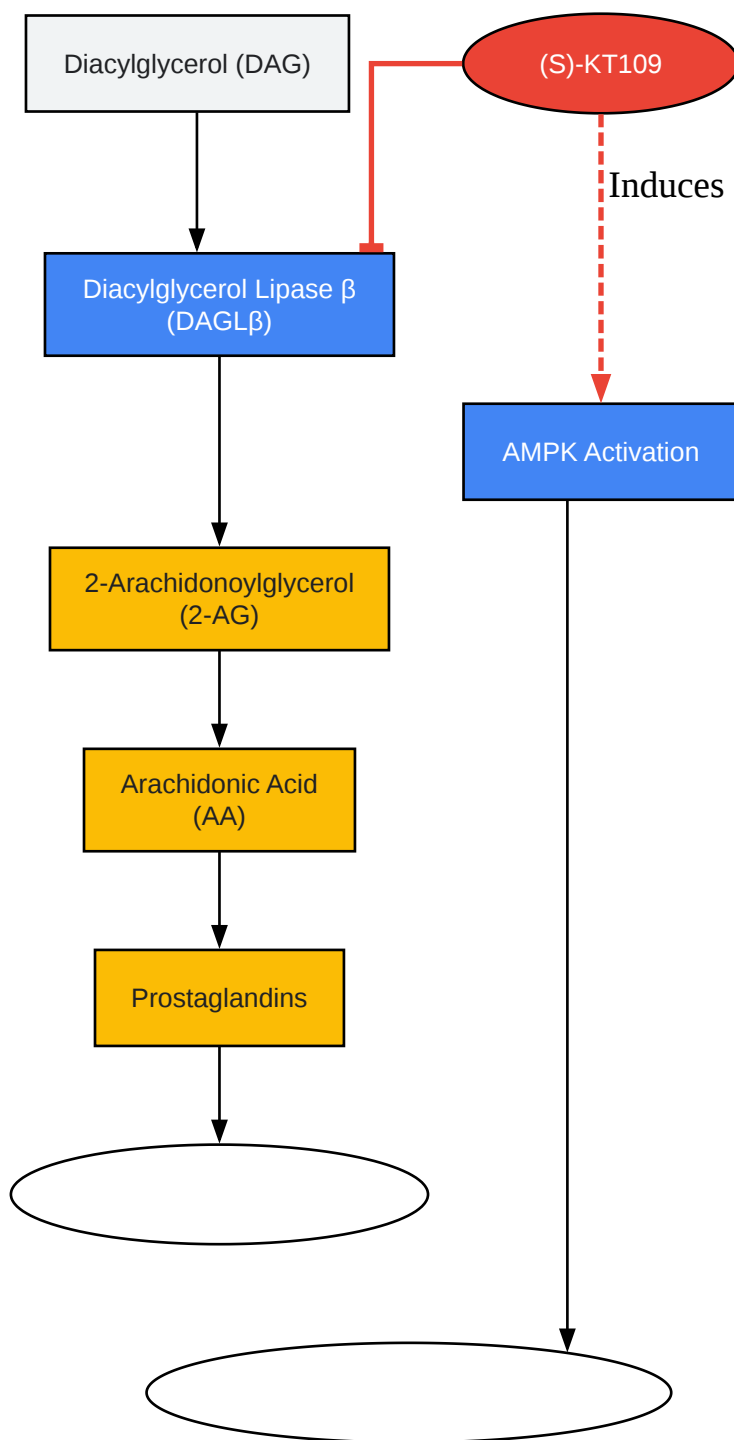 Diacylglycerol (DAG)
(S)-KT109
Induces
Diacylglycerol Lipase β
(DAGLβ)
AMPK Activation
2-Arachidonoylglycerol
(2-AG)
Arachidonic Acid
(AA)
Prostaglandins